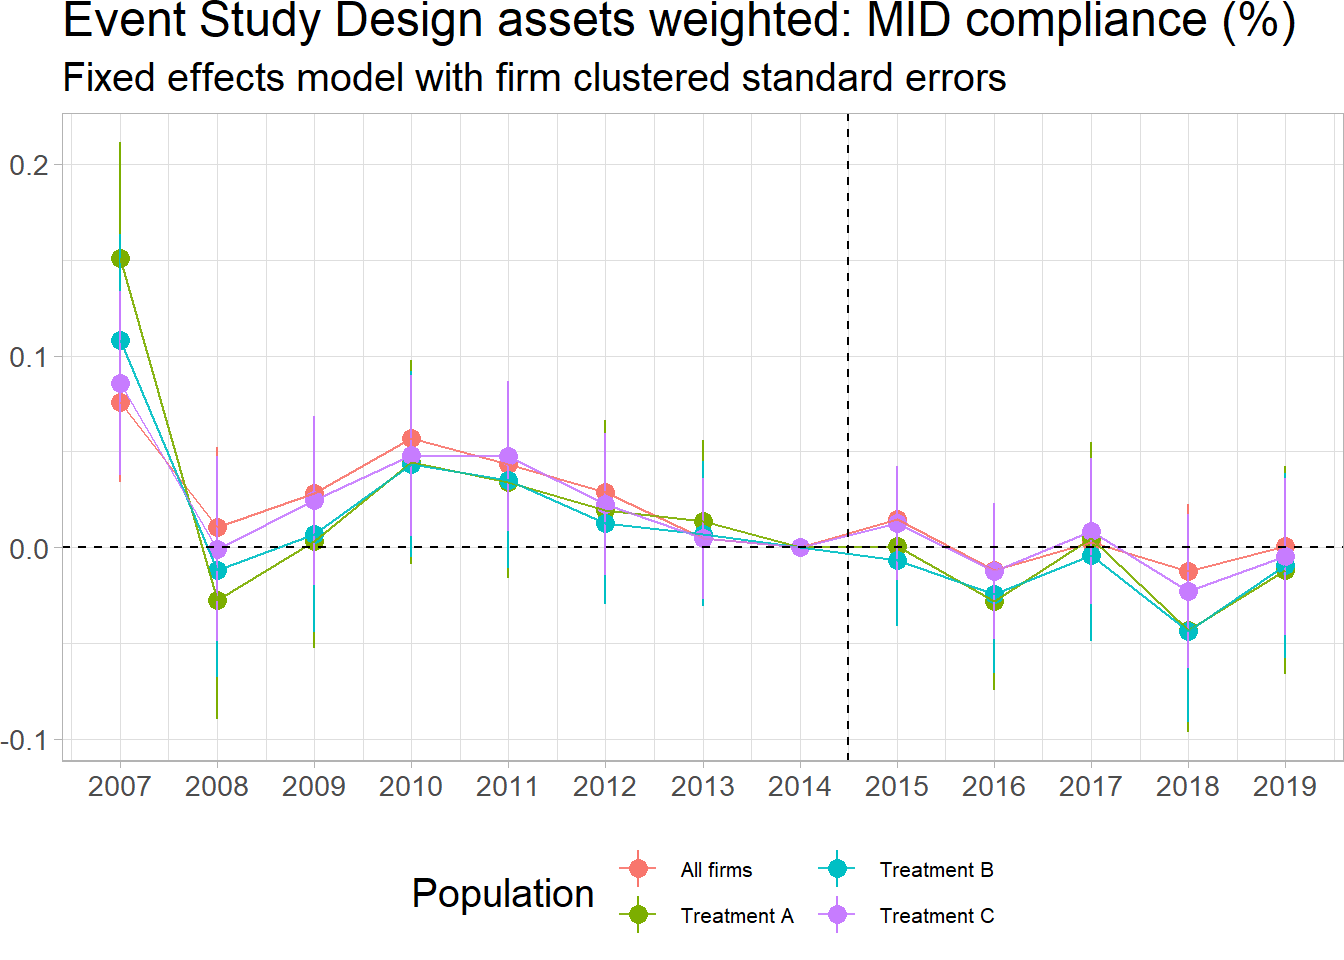 Event Study Design assets weighted: MID compliance (%)
Fixed effects model with firm clustered standard errors
0.2
0.1
0.0
-0.1
2007 2008 2009 2010 2011 2012 2013 2014 2015 2016 2017 2018 2019
Population
All firms
Treatment A
Treatment B
Treatment C